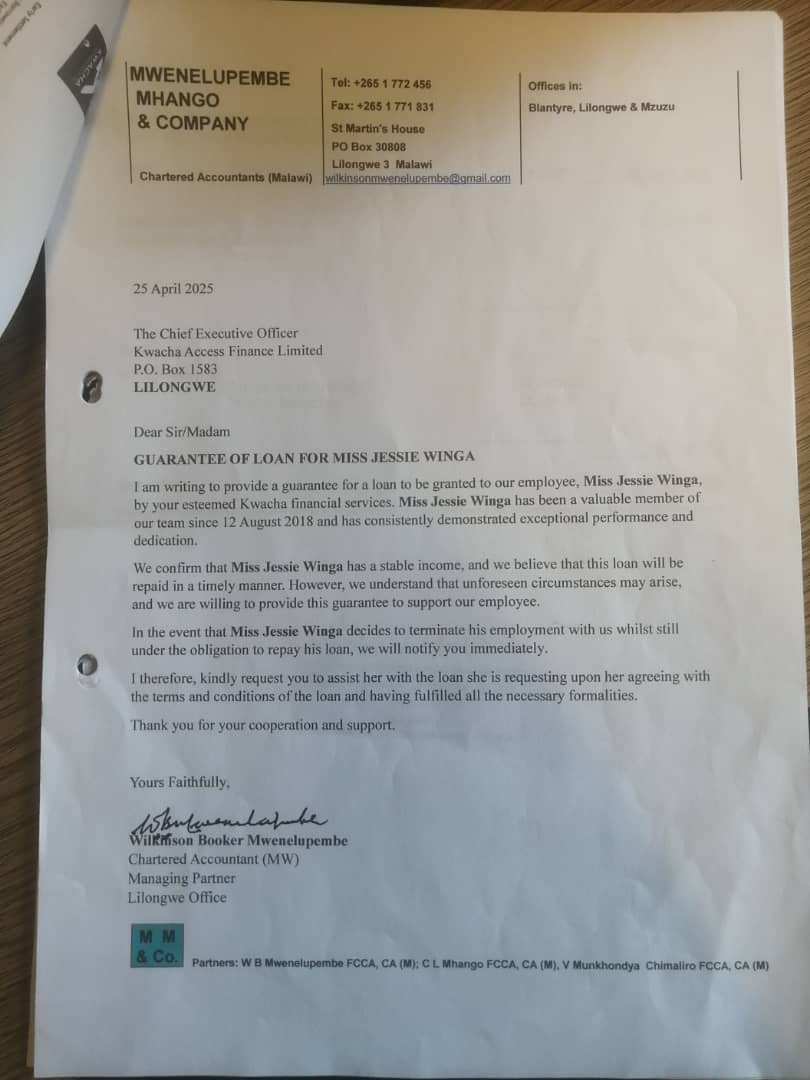 Early Settlement
KWACHA
MWENELUPEMBE
MHANGO
& COMPANY
Chartered Accountants (Malawi)
Tel: +265 1 772 456
Fax: +265 1 771 831
St Martin's House
PO Box 30808
Lilongwe 3 Malawi
wilkinsonmwenelupembe@gmail.com
Offices in:
Blantyre, Lilongwe & Mzuzu
25 April 2025
The Chief Executive Officer
Kwacha Access Finance Limited
P.O. Box 1583
LILONGWE
Dear Sir/Madam
GUARANTEE OF LOAN FOR MISS JESSIE WINGA
I am writing to provide a guarantee for a loan to be granted to our employee, Miss Jessie Winga,
by your esteemed Kwacha financial services. Miss Jessie Winga has been a valuable member of
our team since 12 August 2018 and has consistently demonstrated exceptional performance and
dedication.
We confirm that Miss Jessie Winga has a stable income, and we believe that this loan will be
repaid in a timely manner. However, we understand that unforeseen circumstances may arise,
and we are willing to provide this guarantee to support our employee.
In the event that Miss Jessie Winga decides to terminate his employment with us whilst still
under the obligation to repay his loan, we will notify you immediately.
I therefore, kindly request you to assist her with the loan she is requesting upon her agreeing with
the terms and conditions of the loan and having fulfilled all the necessary formalities.
Thank you for your cooperation and support.
Yours Faithfully,
Wilkinson Booker Mwenelupembe
Chartered Accountant (MW)
Managing Partner
Lilongwe Office
M M
& Co.
Partners: W B Mwenelupembe FCCA, CA (M); C L Mhango FCCA, CA (M), V Munkhondya Chimaliro FCCA, CA (M)